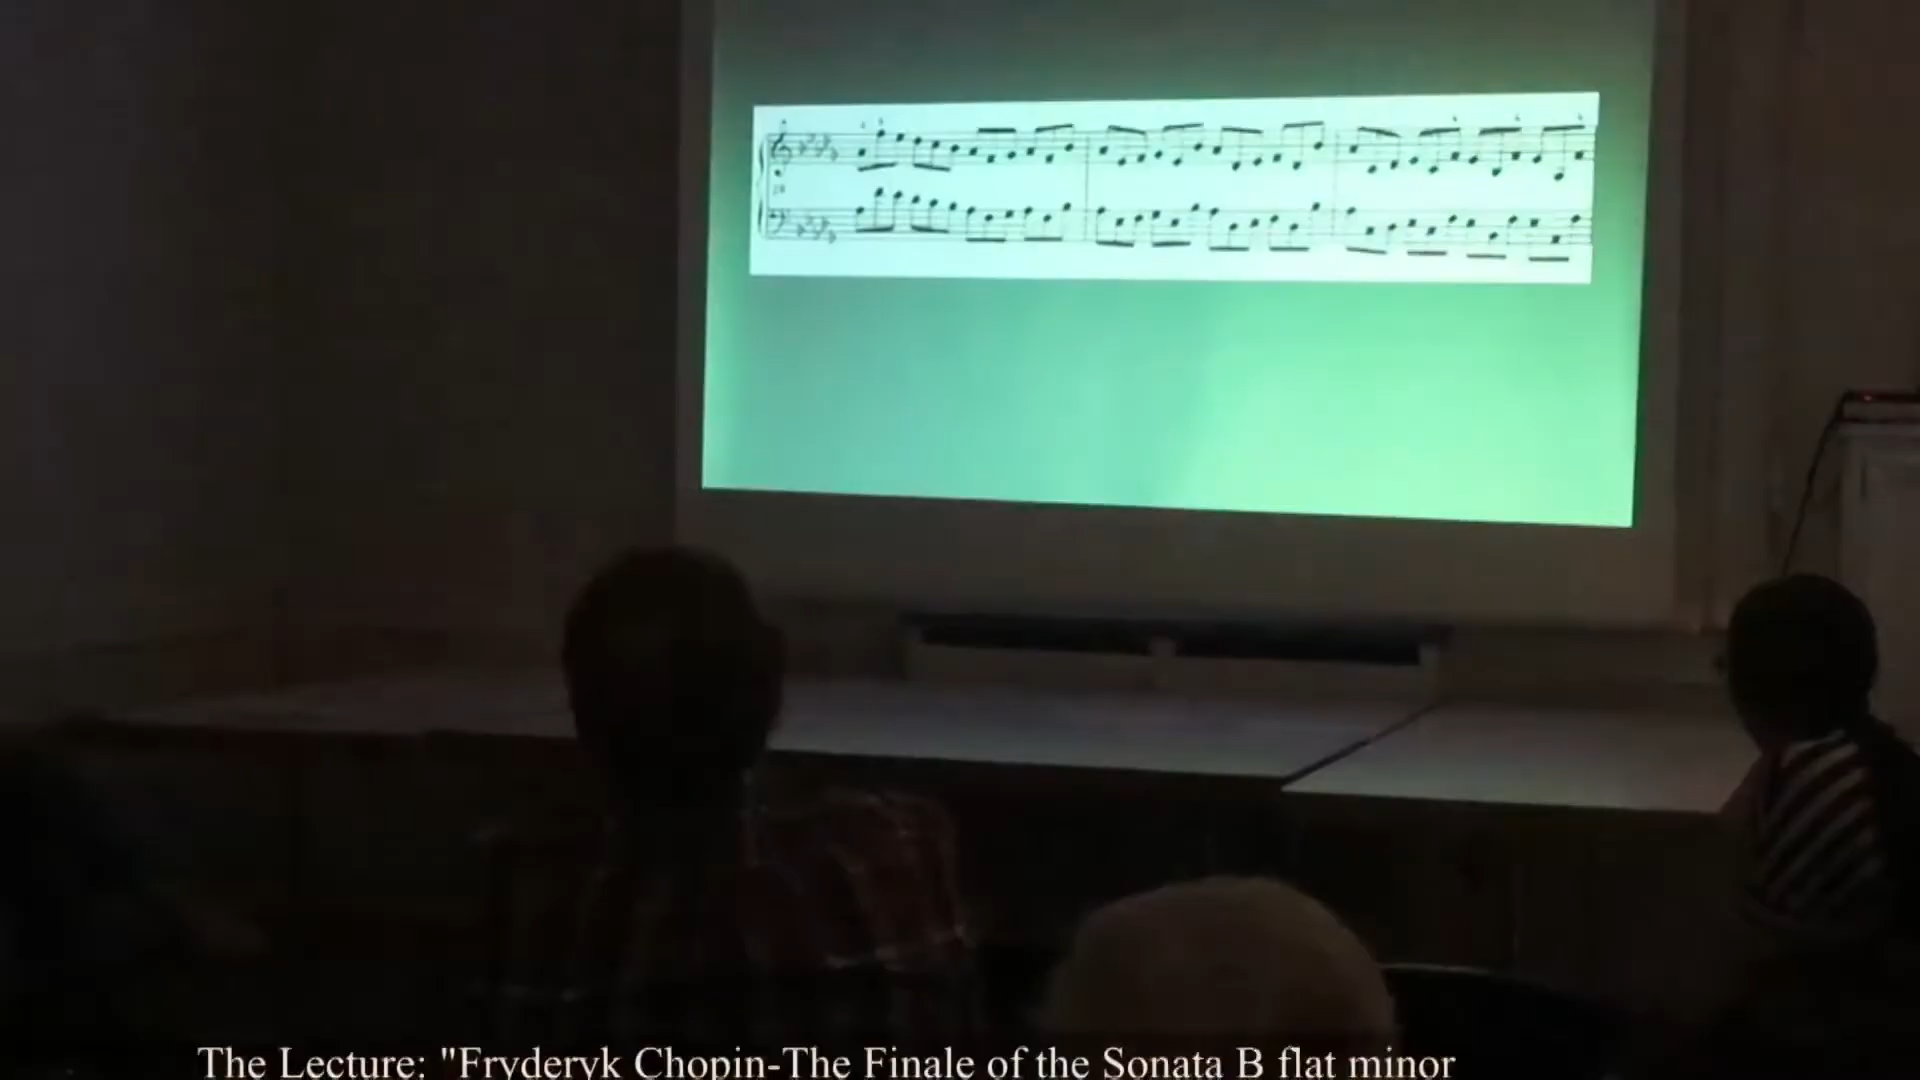 The Lecture: "Fryderyk Chopin-The Finale of the Sonata B flat minor